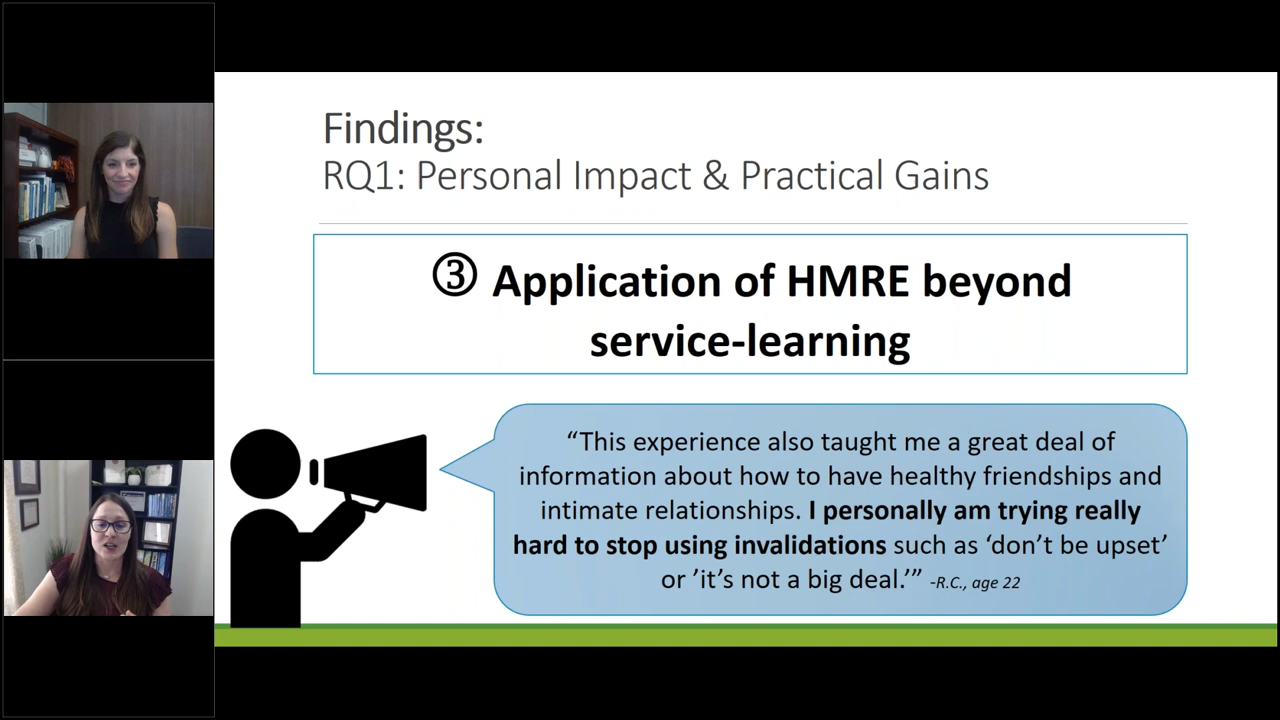 Findings:
RQ1: Personal Impact & Practical Gains
③ Application of HMRE beyond
service-learning
“This experience also taught me a great deal of
information about how to have healthy friendships and
intimate relationships. I personally am trying really
hard to stop using invalidations such as ‘don’t be upset’
or ’it’s not a big deal.’” -R.C., age 22